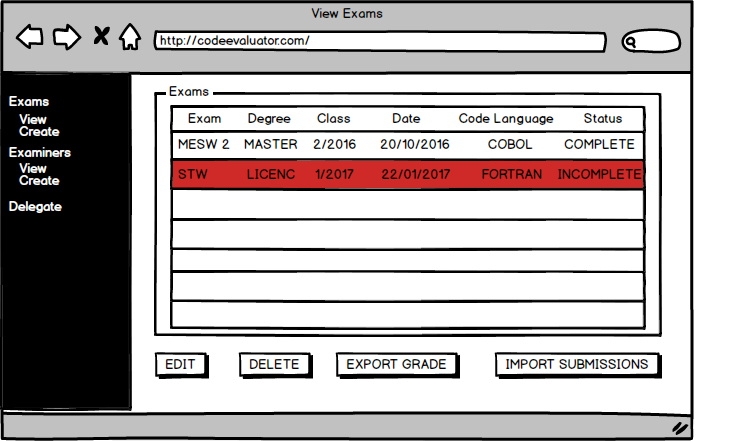 View Exams
http://codeevaluator.com/
Exams
View
Create
Examiners
View
Create
Delegate
Exams
Exam Degree Class Date Code Language Status
MESW 2 MASTER 2/2016 20/10/2016 COBOL COMPLETE
STW LICENC 1/2017 22/01/2017 FORTRAN INCOMPLETE
EDIT DELETE EXPORT GRADE IMPORT SUBMISSIONS